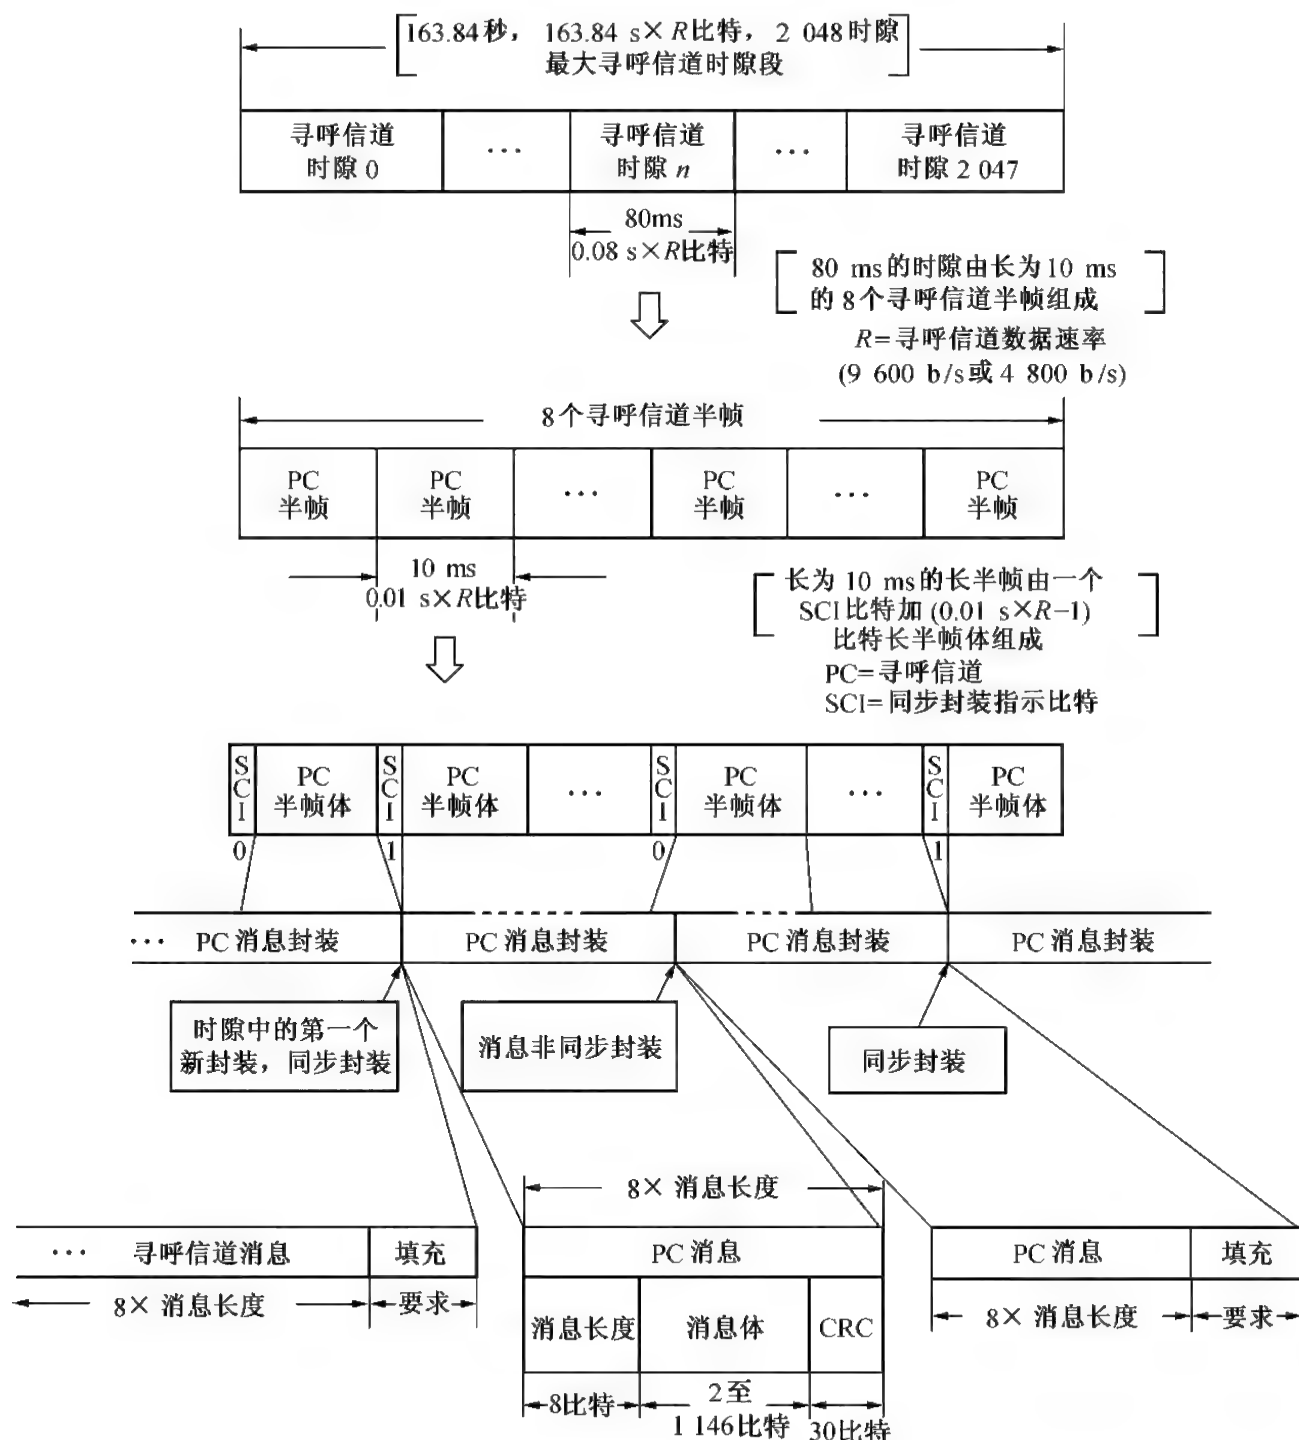 163.84秒， 163.84 s×R比特， 2 048时隙
最大寻呼信道时隙段
寻呼信道
时隙 0
···
寻呼信道
时隙 n
···
寻呼信道
时隙 2 047
80ms
0.08 s×R比特
80 ms的时隙由长为10 ms
的8个寻呼信道半帧组成
R=寻呼信道数据速率
(9 600 b/s或4 800 b/s)
8个寻呼信道半帧
PC
半帧
PC
半帧
···
PC
半帧
···
PC
半帧
10 ms
0.01 s×R比特
长为 10 ms的长半帧由一个
SCI比特加 (0.01 s×R−1)
比特长半帧体组成
PC=寻呼信道
SCI=同步封装指示比特
SCI
PC
半帧体
SCI
PC
半帧体
···
SCI
PC
半帧体
···
SCI
PC
半帧体
0
1
0
1
··· PC 消息封装
PC 消息封装
PC 消息封装
PC 消息封装
时隙中的第一个
新封装，同步封装
消息非同步封装
同步封装
8× 消息长度
··· 寻呼信道消息
填充
PC 消息
PC 消息
填充
8× 消息长度
要求
消息长度
消息体
CRC
8× 消息长度
要求
8比特
2至
1 146比特
30比特